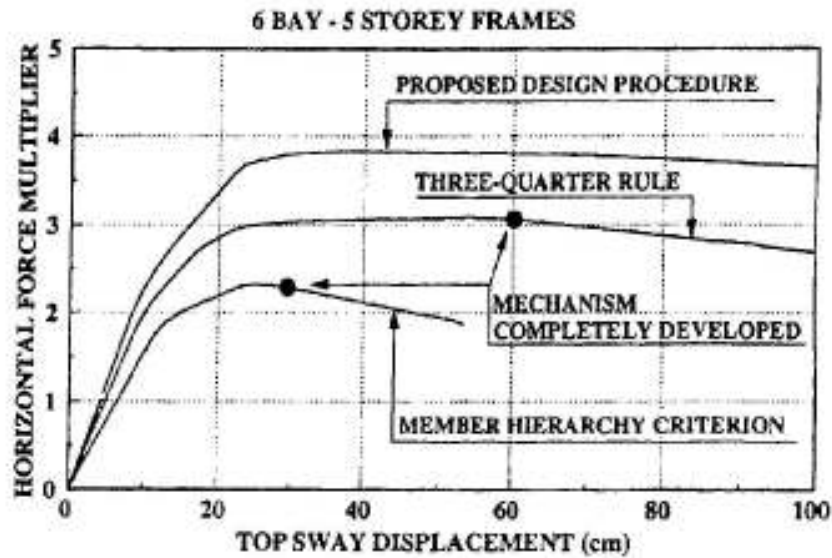 6 BAY - 5 STOREY FRAMES
HORIZONTAL FORCE MULTIPLIER
5
4
3
2
1
0
PROPOSED DESIGN PROCEDURE
THREE-QUARTER RULE
MECHANISM
COMPLETELY DEVELOPED
MEMBER HIERARCHY CRITERION
0 20 40 60 80 100
TOP SWAY DISPLACEMENT (cm)